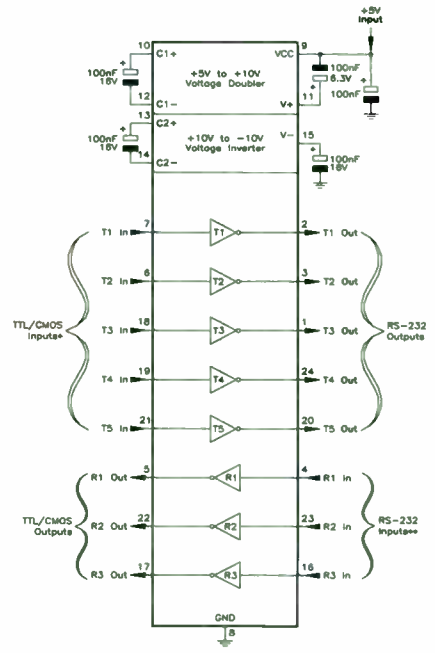 +5V
Input
10
C1+
9
VCC
+
100nF
16V
+5V to +10V
Voltage Doubler
100nF
6.3V
+
12
C1-
11
V+
100nF
+
13
C2+
+
100nF
16V
+10V to -10V
Voltage Inverter
V-
15
14
C2-
+
100nF
16V
T1 In
7
T1
2
T1 Out
T2 In
6
T2
3
T2 Out
TTL/CMOS
Inputs*
T3 In
18
T3
1
T3 Out
RS-232
Outputs
T4 In
19
T4
24
T4 Out
T5 In
21
T5
20
T5 Out
R1 Out
5
R1
4
R1 In
TTL/CMOS
Outputs
R2 Out
22
R2
23
R2 In
RS-232
Inputs**
R3 Out
17
R3
16
R3 In
GND
8